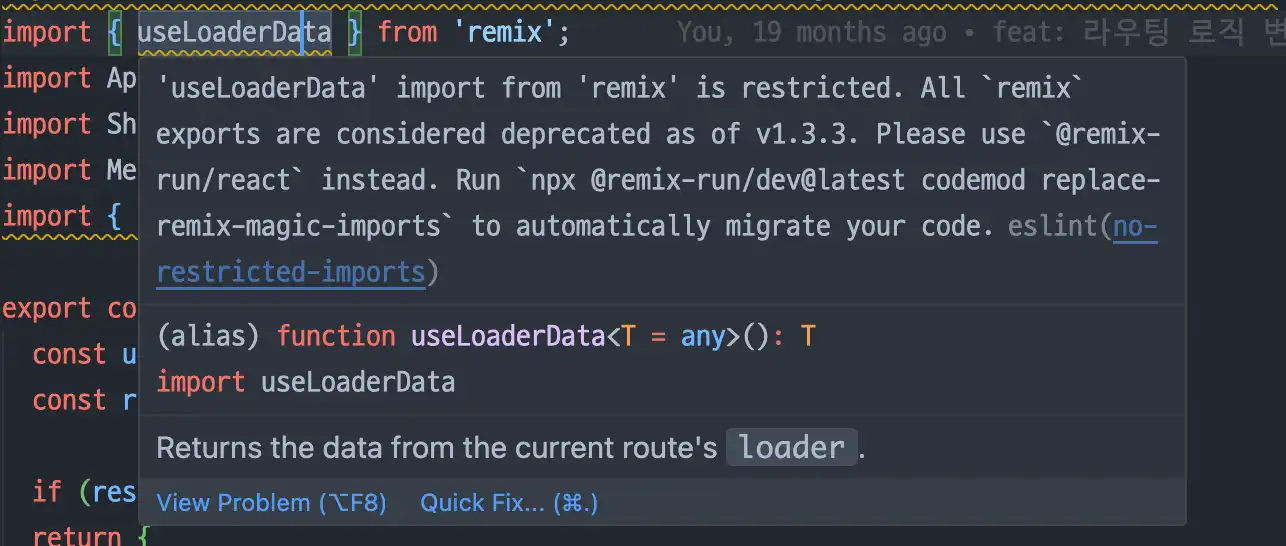 import { useLoaderData } from 'remix'; You, 19 months ago • feat: 라우팅 로직 변
import Ap
import Sh
import Me
import {
export co
const u
const r
if (res
return {
'useLoaderData' import from 'remix' is restricted. All `remix`
exports are considered deprecated as of v1.3.3. Please use `@remix-
run/react` instead. Run `npx @remix-run/dev@latest codemod replace-
remix-magic-imports` to automatically migrate your code. eslint(no-
restricted-imports)
(alias) function useLoaderData<T = any>(): T
import useLoaderData
Returns the data from the current route's loader.
View Problem (⌥F8) Quick Fix... (⌘.)